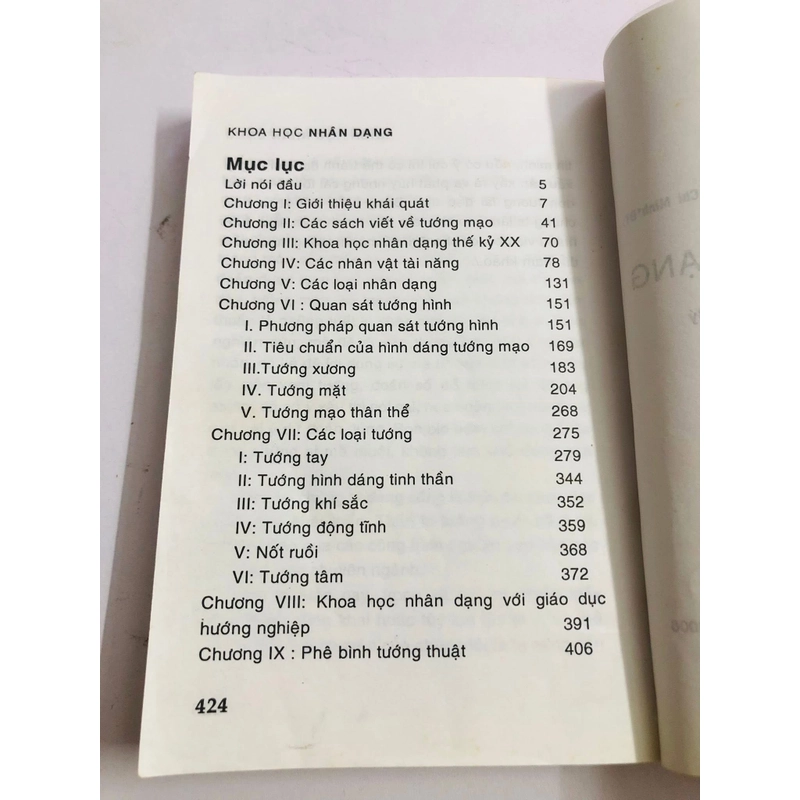 KHOA HỌC NHÂN DẠNG
Mục lục
Lời nói đầu 5
Chương I: Giới thiệu khái quát 7
Chương II: Các sách viết về tướng mạo 41
Chương III: Khoa học nhân dạng thế kỷ XX 70
Chương IV: Các nhân vật tài năng 78
Chương V: Các loại nhân dạng 131
Chương VI : Quan sát tướng hình 151
I. Phương pháp quan sát tướng hình 151
II. Tiêu chuẩn của hình dáng tướng mạo 169
III.Tướng xương 183
IV. Tướng mặt 204
V. Tướng mạo thân thể 268
Chương VII: Các loại tướng 275
I: Tướng tay 279
II: Tướng hình dáng tinh thần 344
III: Tướng khí sắc 352
IV: Tướng động tĩnh 359
V: Nốt ruồi 368
VI: Tướng tâm 372
Chương VIII: Khoa học nhân dạng với giáo dục
hướng nghiệp 391
Chương IX : Phê bình tướng thuật 406
424
ẠNG